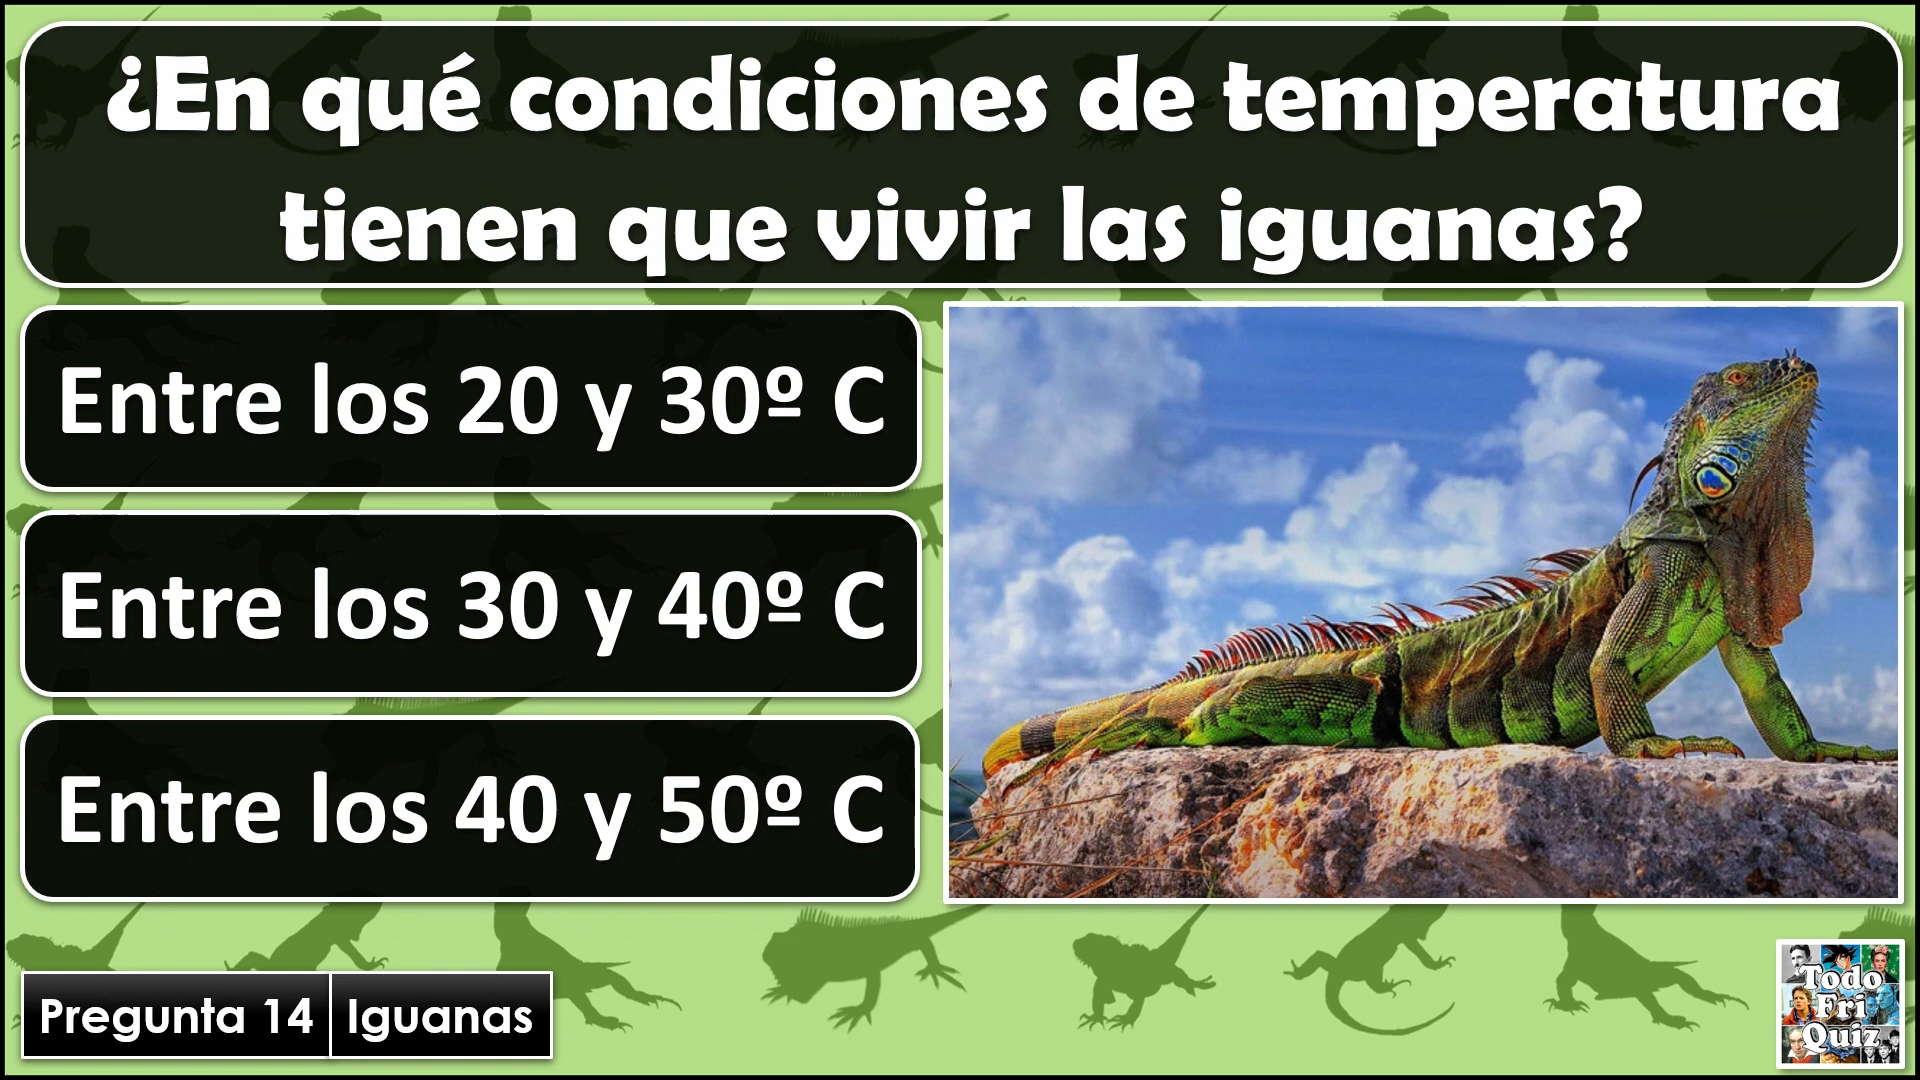 ¿En qué condiciones de temperatura
tienen que vivir las iguanas?
Entre los 20 y 30º C
Entre los 30 y 40º C
Entre los 40 y 50º C
Pregunta 14 Iguanas
Todo
Fri
Quiz